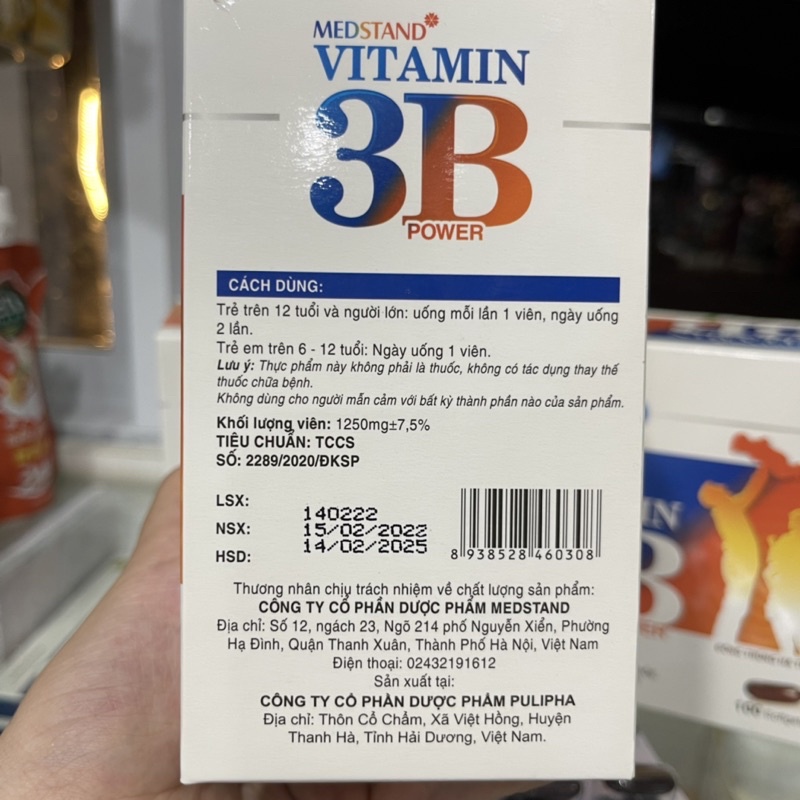 MEDSTAND
VITAMIN
3B
POWER
CÁCH DÙNG:
Trẻ trên 12 tuổi và người lớn: uống mỗi lần 1 viên, ngày uống
2 lần.
Trẻ em trên 6 - 12 tuổi: Ngày uống 1 viên.
Lưu ý: Thực phẩm này không phải là thuốc, không có tác dụng thay thế
thuốc chữa bệnh.
Không dùng cho người mẫn cảm với bất kỳ thành phần nào của sản phẩm.
Khối lượng viên: 1250mg±7,5%
TIÊU CHUẨN: TCCS
SỐ: 2289/2020/ĐKSP
LSX: 140222
NSX: 15/02/2022
HSD: 14/02/2025
8 938528 460308
Thương nhân chịu trách nhiệm về chất lượng sản phẩm:
CÔNG TY CỔ PHẦN DƯỢC PHẨM MEDSTAND
Địa chỉ: Số 12, ngách 23, Ngõ 214 phố Nguyễn Xiển, Phường
Hạ Đình, Quận Thanh Xuân, Thành Phố Hà Nội, Việt Nam
Điện thoại: 02432191612
Sản xuất tại:
CÔNG TY CỔ PHẦN DƯỢC PHẨM PULIPHA
Địa chỉ: Thôn Cổ Chẩm, Xã Việt Hồng, Huyện
Thanh Hà, Tỉnh Hải Dương, Việt Nam.